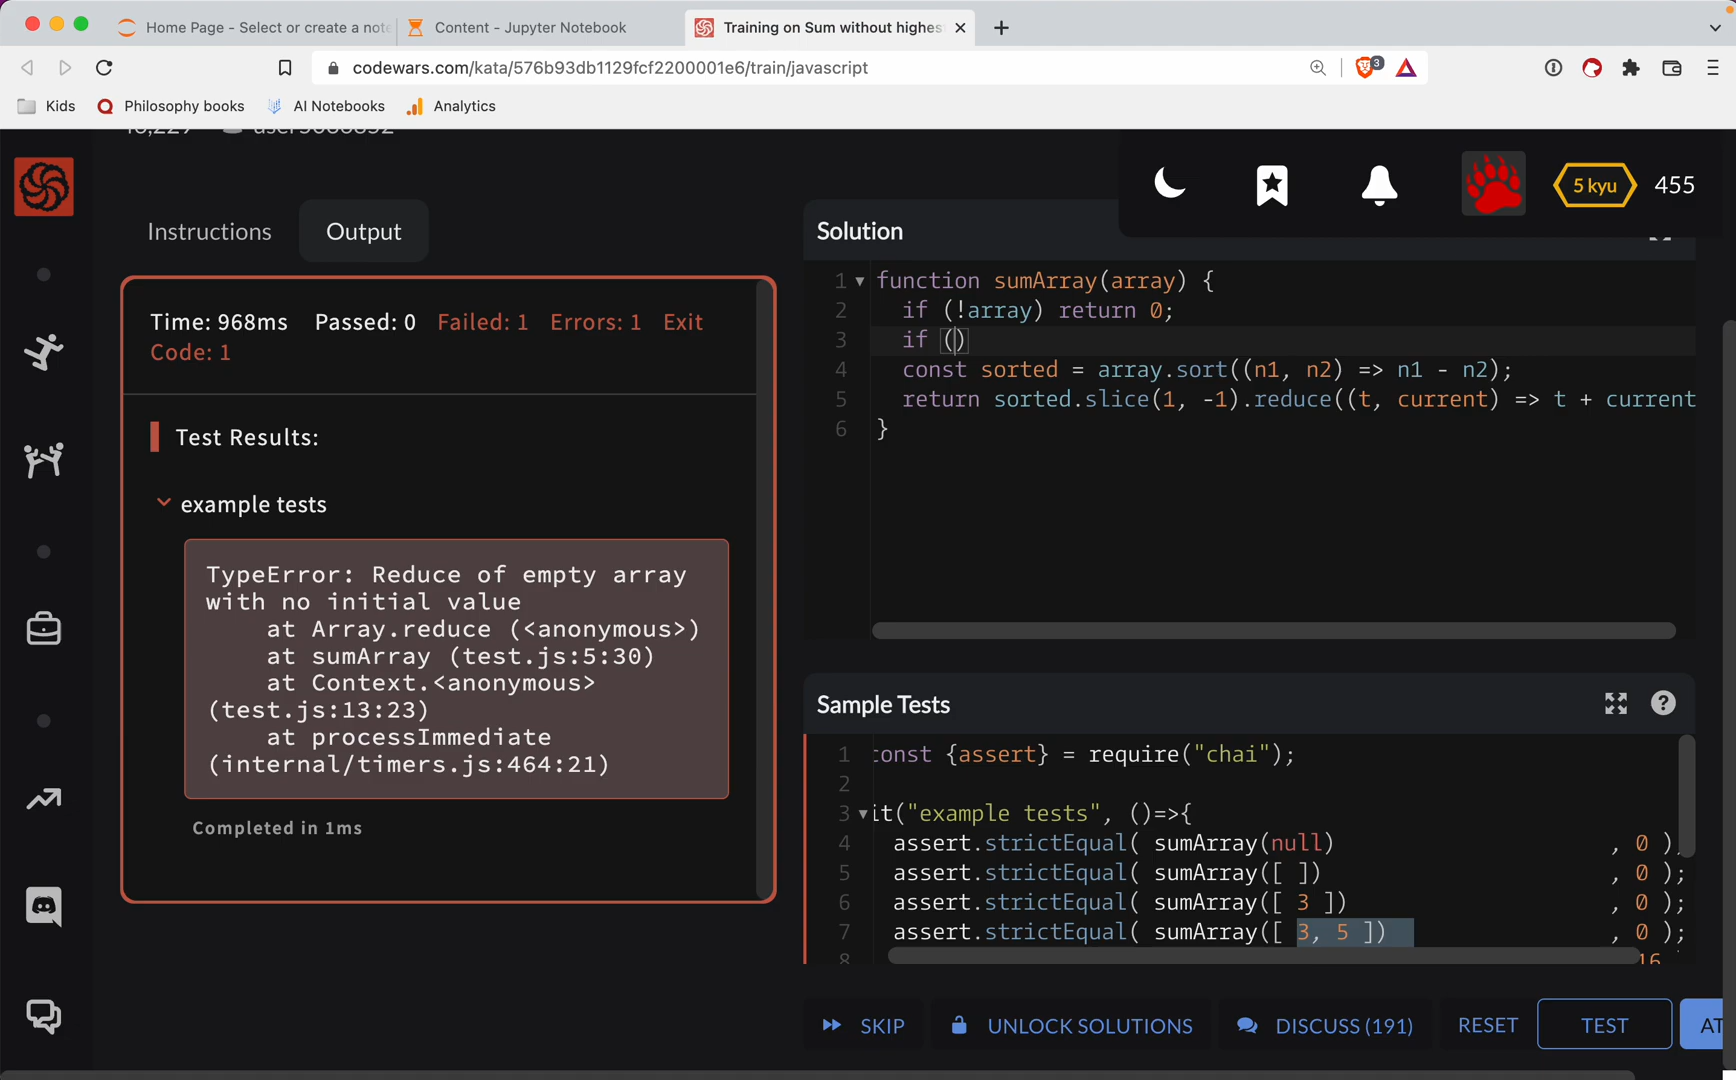 Home Page - Select or create a note
Content - Jupyter Notebook
Training on Sum without highes
codewars.com/kata/576b93db1129fcf2200001e6/train/javascript
3
Kids
Philosophy books
AI Notebooks
Analytics
5 kyu
455
Instructions
Output
Time: 968ms Passed: 0 Failed: 1 Errors: 1 Exit
Code: 1
Test Results:
example tests
TypeError: Reduce of empty array
with no initial value
at Array.reduce (<anonymous>)
at sumArray (test.js:5:30)
at Context.<anonymous>
(test.js:13:23)
at processImmediate
(internal/timers.js:464:21)
Completed in 1ms
Solution
1 function sumArray(array) {
2 if (!array) return 0;
3 if ()
4 const sorted = array.sort((n1, n2) => n1 - n2);
5 return sorted.slice(1, -1).reduce((t, current) => t + current
6 }
Sample Tests
1 const {assert} = require("chai");
2
3 it("example tests", ()=>{
4 assert.strictEqual( sumArray(null) , 0 )
5 assert.strictEqual( sumArray([ ]) , 0 );
6 assert.strictEqual( sumArray([ 3 ]) , 0 );
7 assert.strictEqual( sumArray([ 3, 5 ]) , 0 );
8 16
SKIP
UNLOCK SOLUTIONS
DISCUSS (191)
RESET
TEST
AT